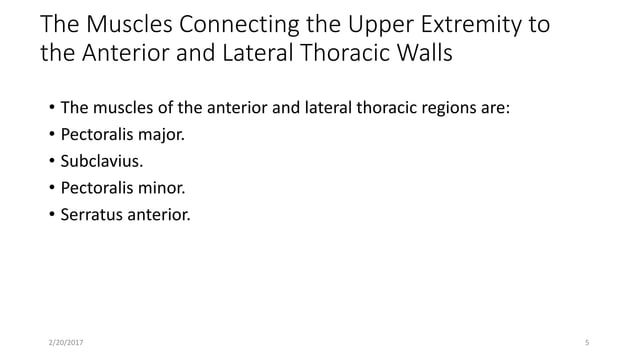 The Muscles Connecting the Upper Extremity to
the Anterior and Lateral Thoracic Walls
• The muscles of the anterior and lateral thoracic regions are:
• Pectoralis major.
• Subclavius.
• Pectoralis minor.
• Serratus anterior.
2/20/2017
5